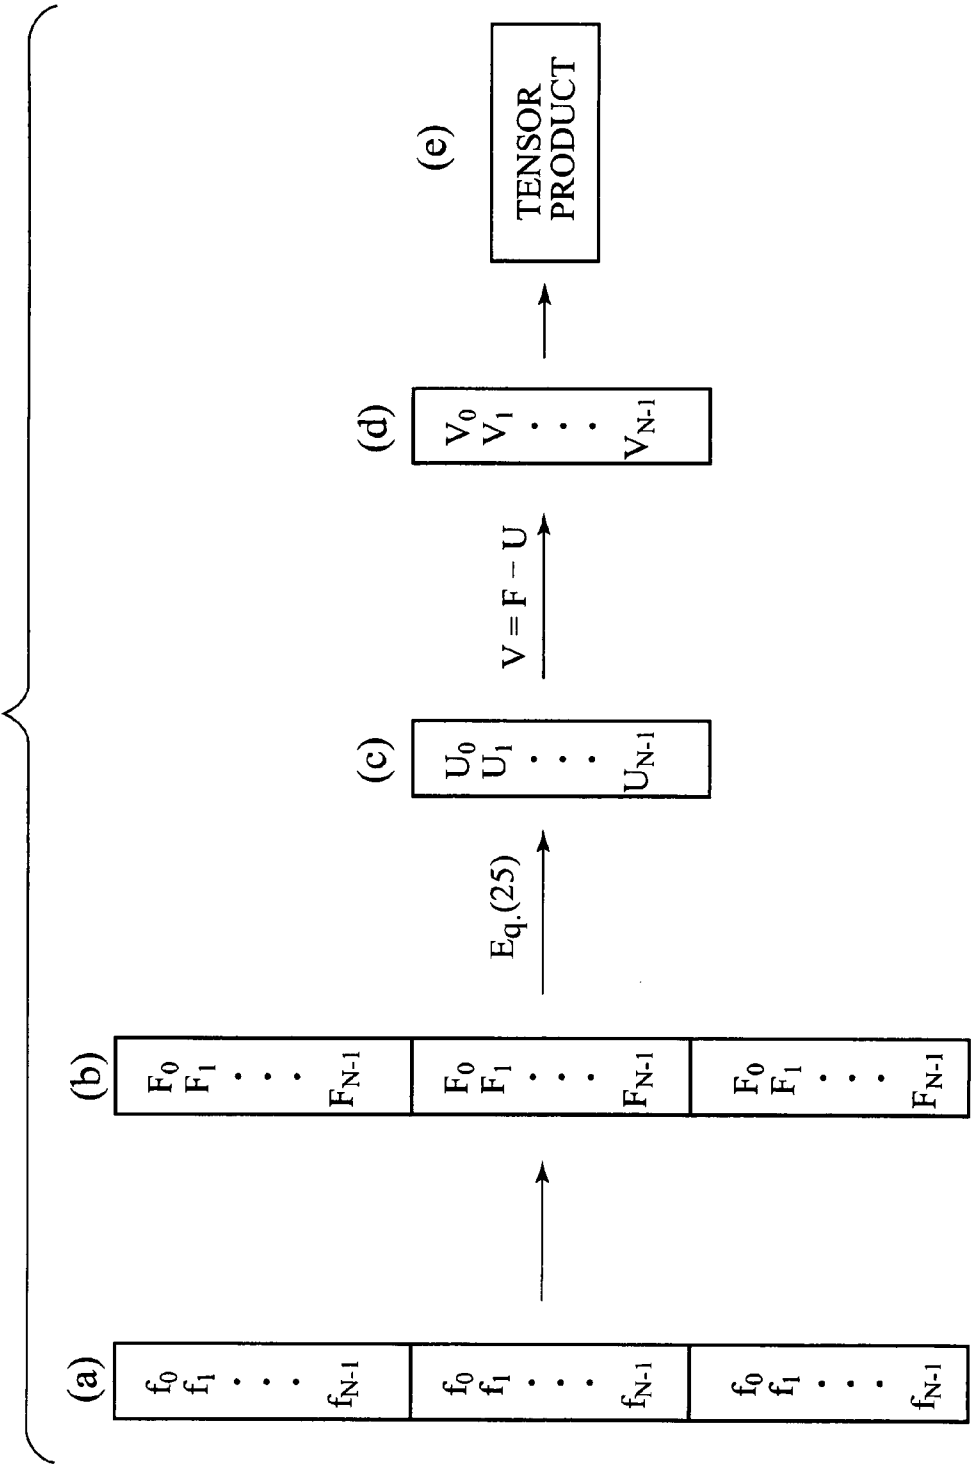 (a)
f0
f1
· · ·
fN-1
f0
f1
· · ·
fN-1
f0
f1
· · ·
fN-1
(b)
F0
F1
· · ·
FN-1
F0
F1
· · ·
FN-1
F0
F1
· · ·
FN-1
Eq.(25)
(c)
U0
U1
· · ·
UN-1
V = F − U
(d)
V0
V1
· · ·
VN-1
(e)
TENSOR
PRODUCT